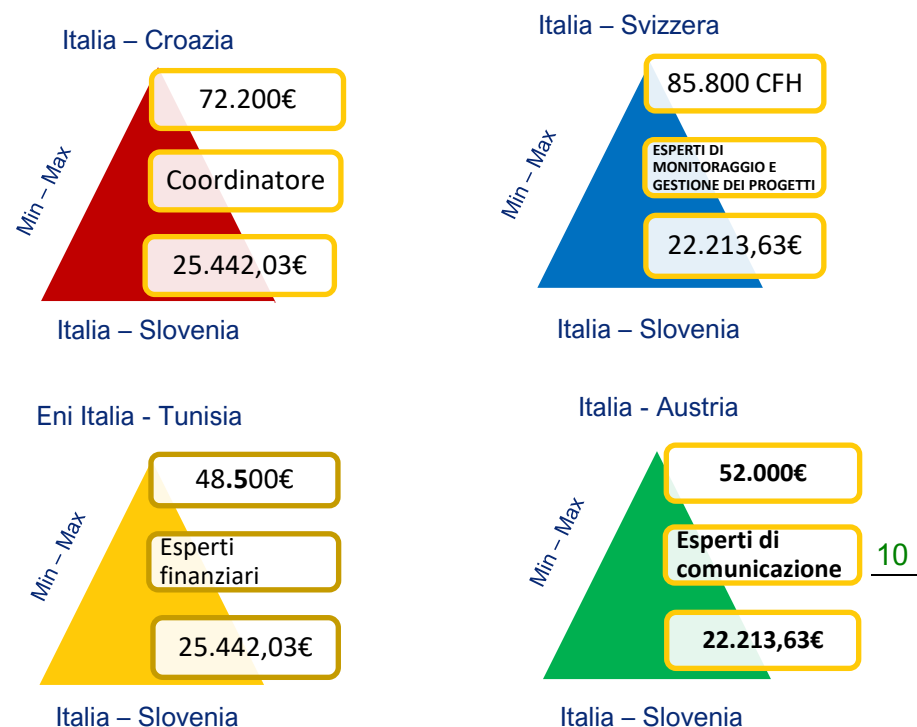 Italia – Croazia
72.200€
Min – Max
Coordinatore
25.442,03€
Italia – Slovenia
Italia – Svizzera
85.800 CFH
Min – Max
ESPERTI DI
MONITORAGGIO E
GESTIONE DEI PROGETTI
22.213,63€
Italia – Slovenia
Eni Italia - Tunisia
48.500€
Min – Max
Esperti
finanziari
25.442,03€
Italia – Slovenia
Italia - Austria
52.000€
Min – Max
Esperti di
comunicazione
22.213,63€
Italia – Slovenia
10